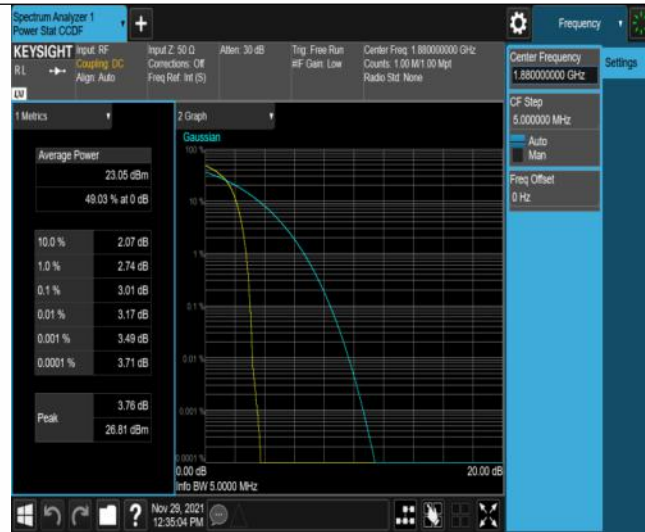 Spectrum Analyzer 1
Power Stat CCDF
+
Frequency
KEYSIGHT
RL
Input: RF
Coupling: DC
Align: Auto
Input Z: 50 Ω
Corrections: Off
Freq Ref: Int (S)
Atten: 30 dB
Trig: Free Run
#IF Gain: Low
Center Freq: 1.880000000 GHz
Counts: 1.00 M/1.00 Mpt
Radio Std: None
Center Frequency
1.880000000 GHz
Settings
CF Step
5.000000 MHz
Auto
Man
Freq Offset
0 Hz
1 Metrics
Average Power
23.05 dBm
49.03 % at 0 dB
10.0 % 2.07 dB
1.0 % 2.74 dB
0.1 % 3.01 dB
0.01 % 3.17 dB
0.001 % 3.49 dB
0.0001 % 3.71 dB
Peak
3.76 dB
26.81 dBm
2 Graph
Gaussian
100 %
10 %
1 %
0.1 %
0.01 %
0.001 %
0.0001 %
0.00 dB
20.00 dB
Info BW 5.0000 MHz
?
Nov 29, 2021
12:35:04 PM